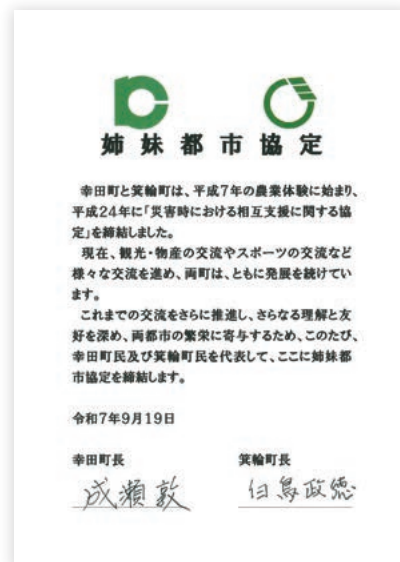 姉妹都市協定
幸田町と箕輪町は、平成7年の農業体験に始まり、
平成24年に「災害時における相互支援に関する協
定」を締結しました。
現在、観光・物産の交流やスポーツの交流など
様々な交流を進め、両町は、ともに発展を続けてい
ます。
これまでの交流をさらに推進し、さらなる理解と友
好を深め、両都市の繁栄に寄与するため、このたび、
幸田町民及び箕輪町民を代表して、ここに姉妹都
市協定を締結します。
令和7年9月19日
幸田町長 箕輪町長
成瀬敦 白鳥政徳